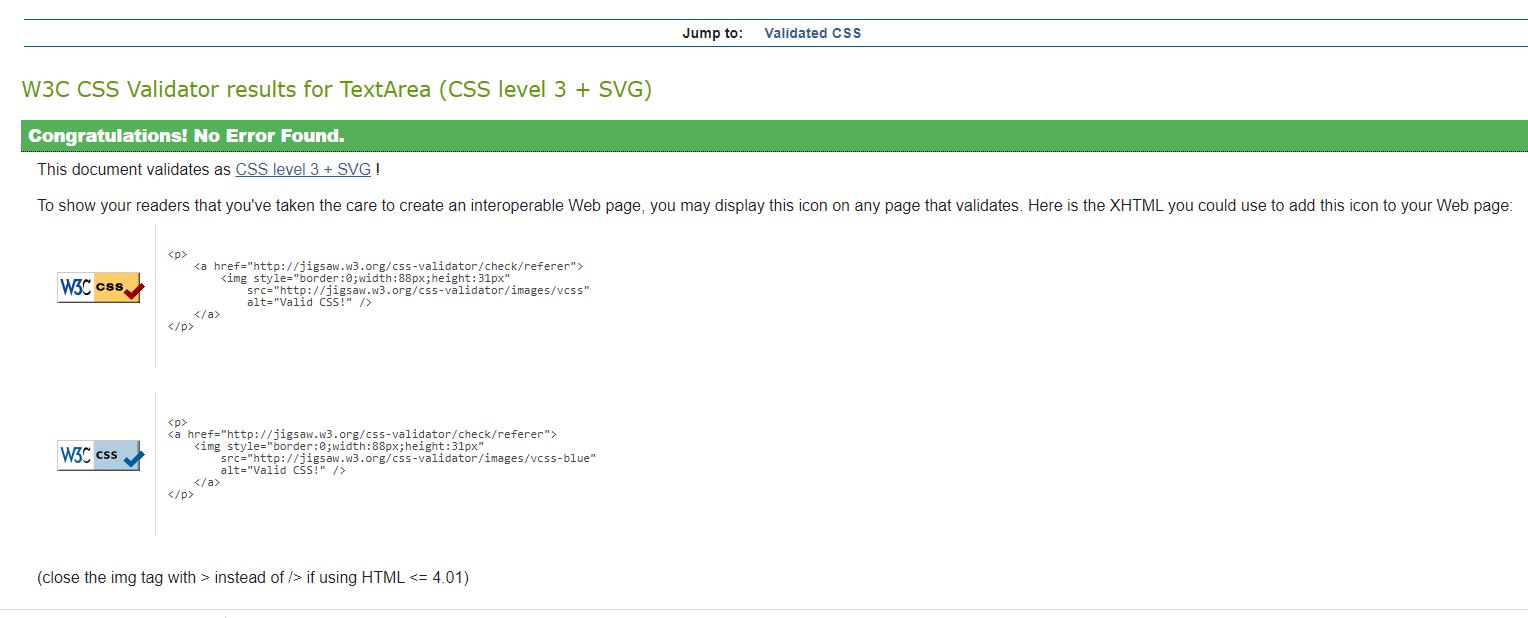 Jump to: Validated CSS
W3C CSS Validator results for TextArea (CSS level 3 + SVG)
Congratulations! No Error Found.
This document validates as CSS level 3 + SVG !
To show your readers that you've taken the care to create an interoperable Web page, you may display this icon on any page that validates. Here is the XHTML you could use to add this icon to your Web page:
W3C css
<p>
<a href="http://jigsaw.w3.org/css-validator/check/referer">
<img style="border:0;width:88px;height:31px"
src="http://jigsaw.w3.org/css-validator/images/vcss"
alt="Valid CSS!" />
</a>
</p>
W3C css
<p>
<a href="http://jigsaw.w3.org/css-validator/check/referer">
<img style="border:0;width:88px;height:31px"
src="http://jigsaw.w3.org/css-validator/images/vcss-blue"
alt="Valid CSS!" />
</a>
</p>
(close the img tag with > instead of /> if using HTML <= 4.01)